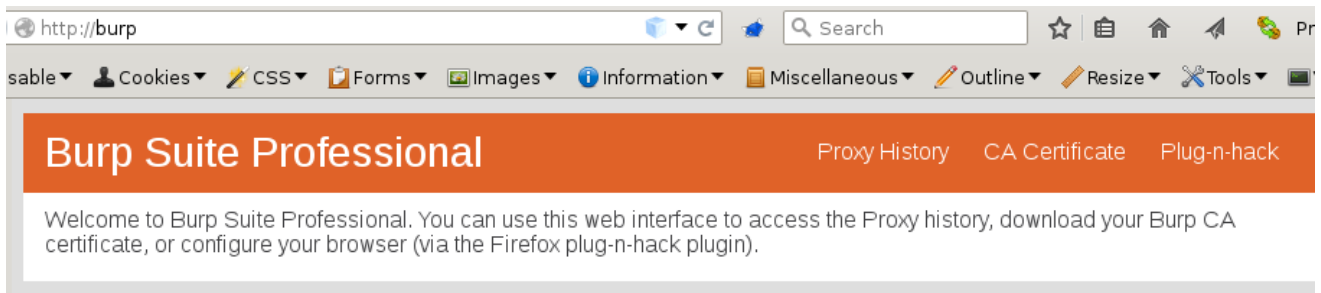 http://burp Search Pr
sable Cookies CSS Forms Images Information Miscellaneous Outline Resize Tools
Burp Suite Professional Proxy History CA Certificate Plug-n-hack
Welcome to Burp Suite Professional. You can use this web interface to access the Proxy history, download your Burp CA
certificate, or configure your browser (via the Firefox plug-n-hack plugin).